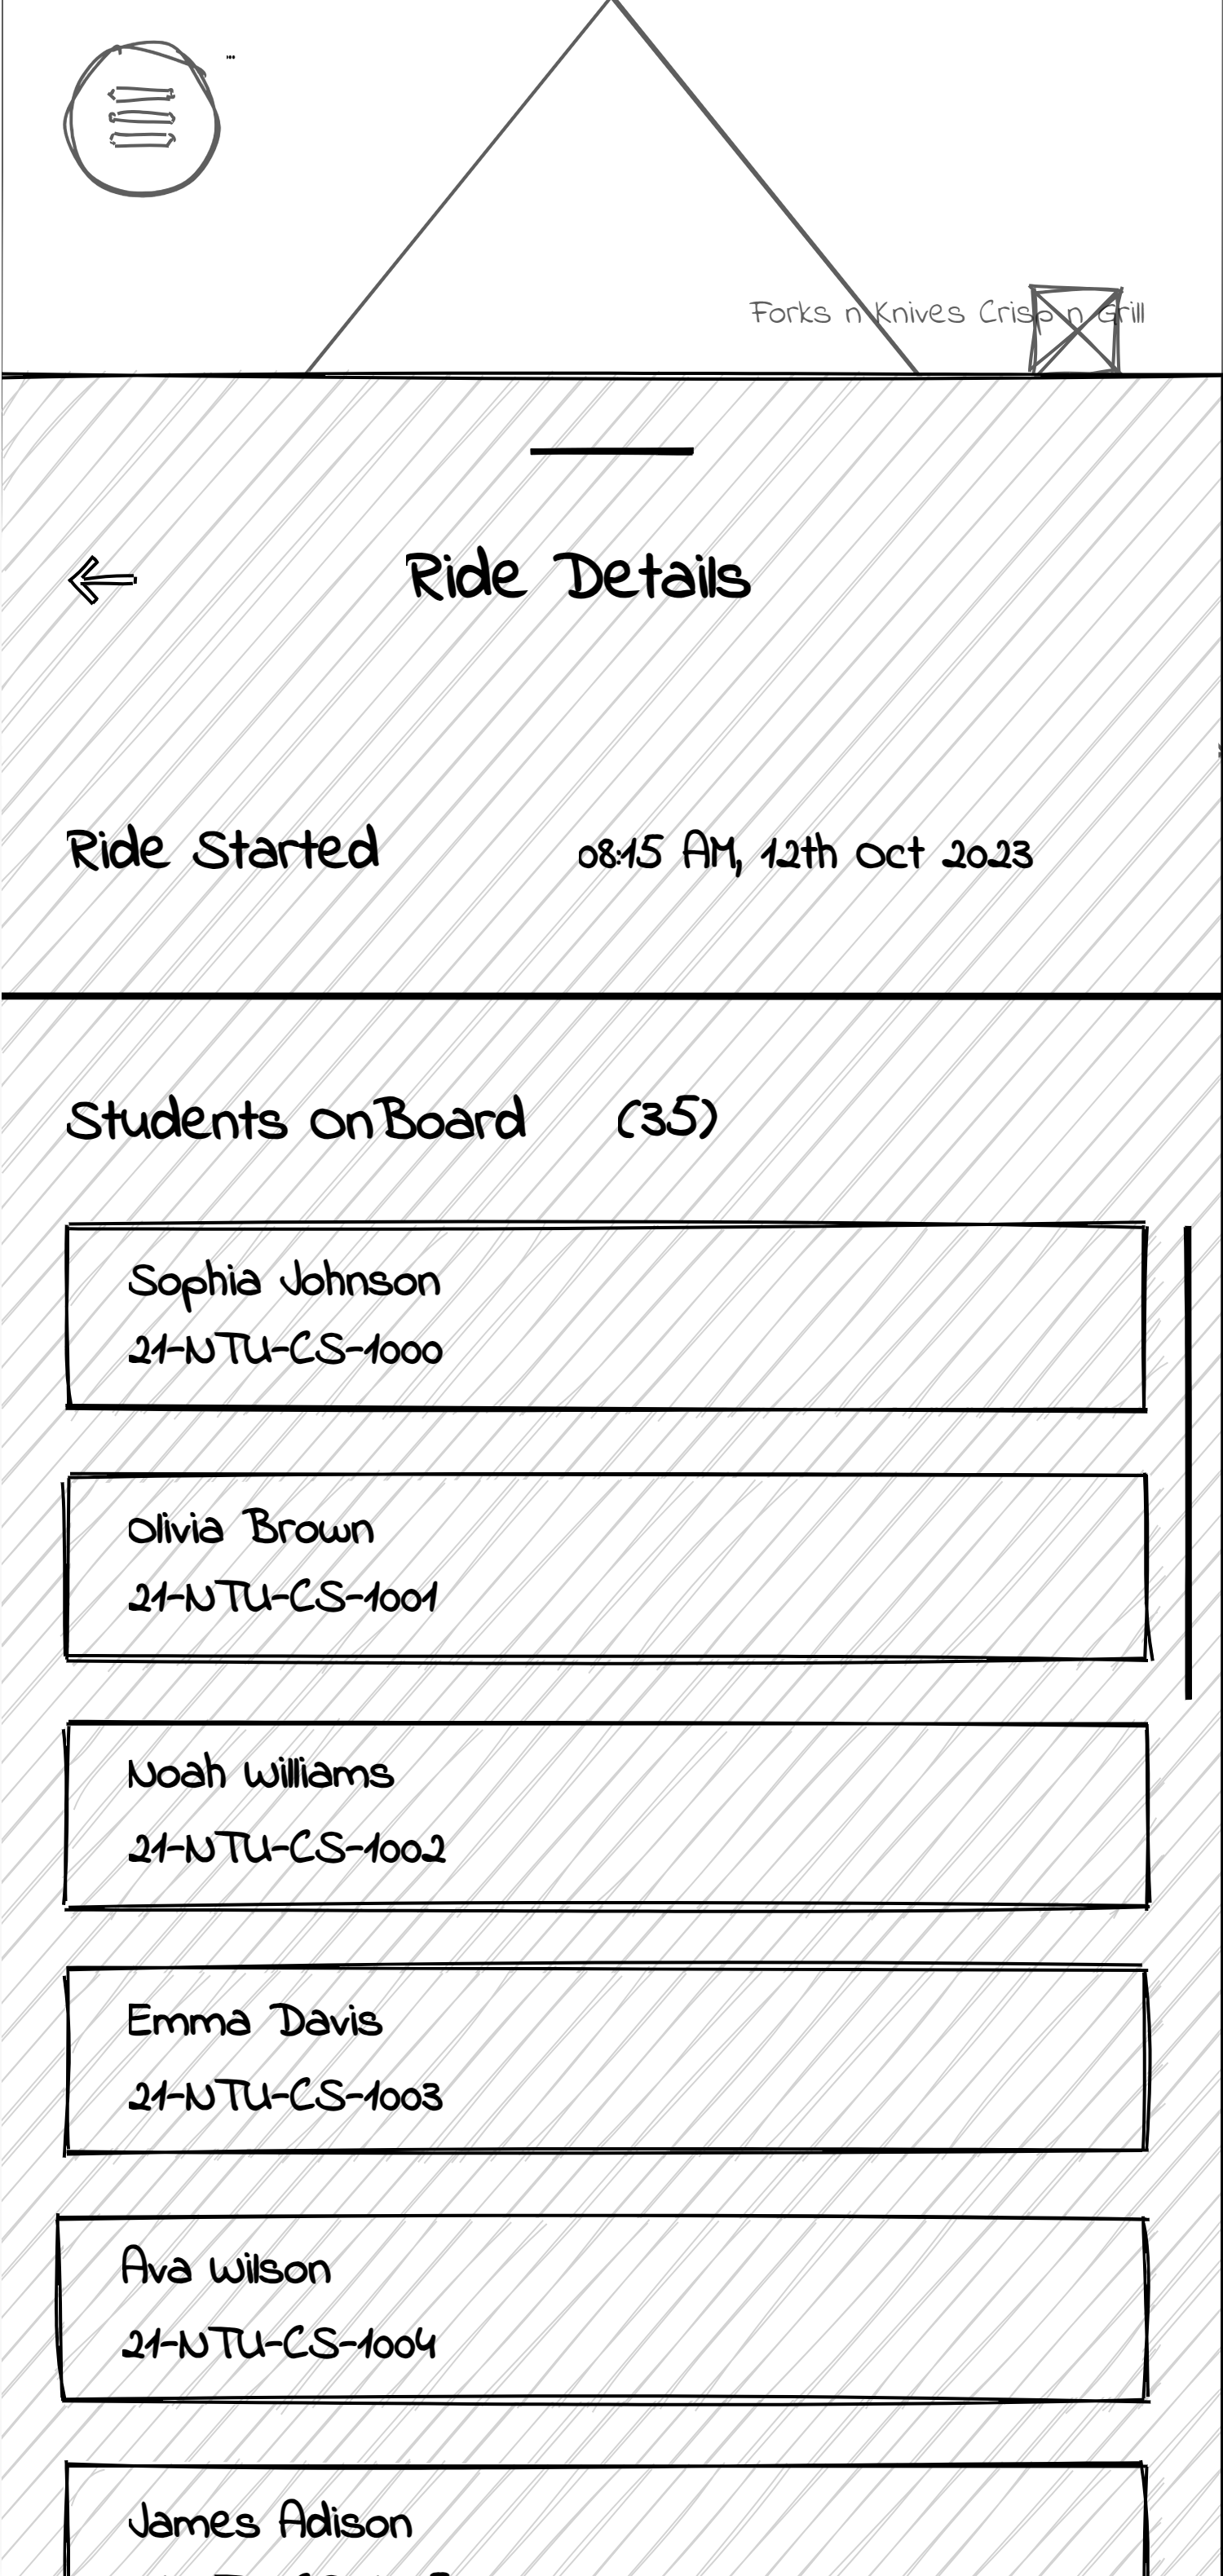 Forks n Knives Crisp n Grill
Ride Details
Ride Started 08:15 AM, 12th Oct 2023
Students OnBoard (35)
Sophia Johnson
21-NTU-CS-1000
Olivia Brown
21-NTU-CS-1001
Noah Williams
21-NTU-CS-1002
Emma Davis
21-NTU-CS-1003
Ava Wilson
21-NTU-CS-1004
James Adison